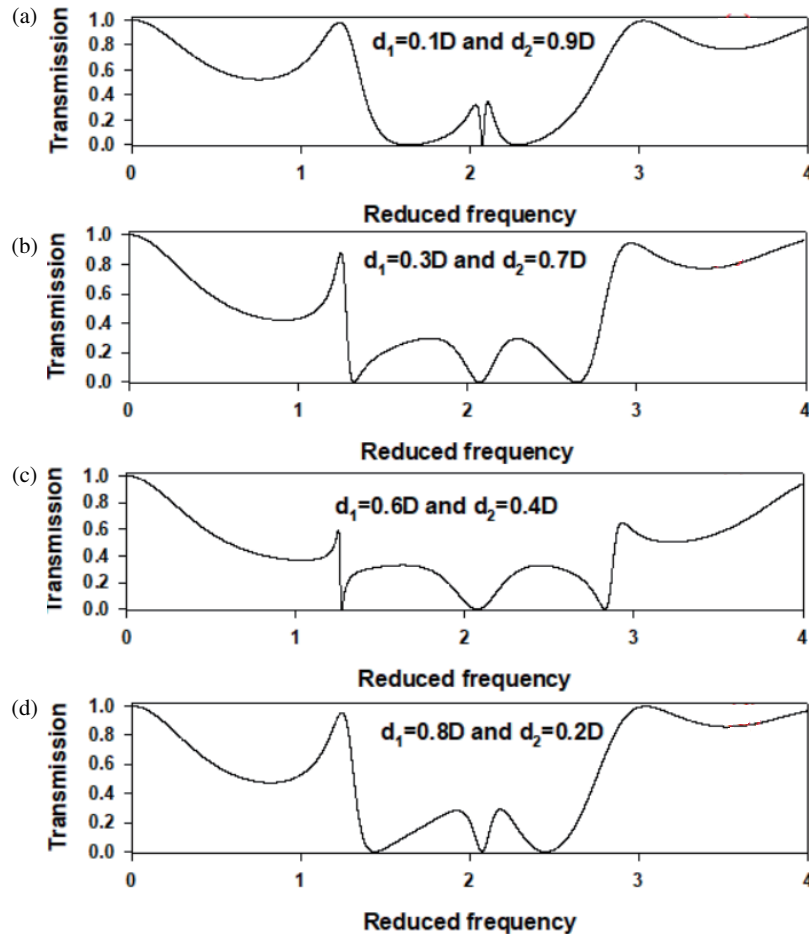 (a)
Transmission
1.0
0.8
0.6
0.4
0.2
0.0
d₁=0.1D and d₂=0.9D
0 1 2 3 4
Reduced frequency
(b)
Transmission
1.0
0.8
0.6
0.4
0.2
0.0
d₁=0.3D and d₂=0.7D
0 1 2 3 4
Reduced frequency
(c)
Transmission
1.0
0.8
0.6
0.4
0.2
0.0
d₁=0.6D and d₂=0.4D
0 1 2 3 4
Reduced frequency
(d)
Transmission
1.0
0.8
0.6
0.4
0.2
0.0
d₁=0.8D and d₂=0.2D
0 1 2 3 4
Reduced frequency